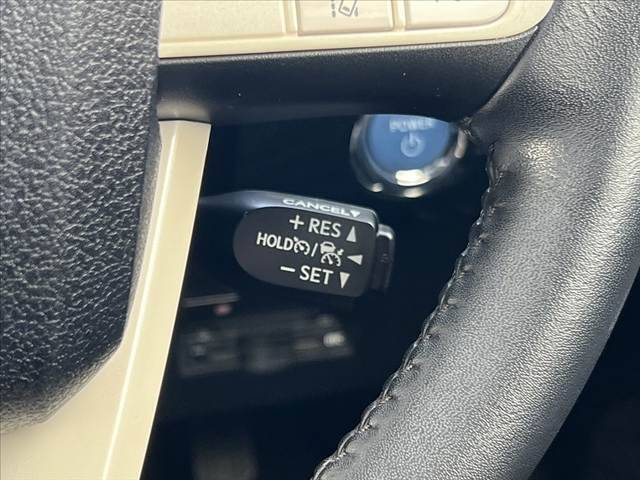 POWER
CANCEL▼
+ RES ▲
HOLD / ◀
− SET ▼